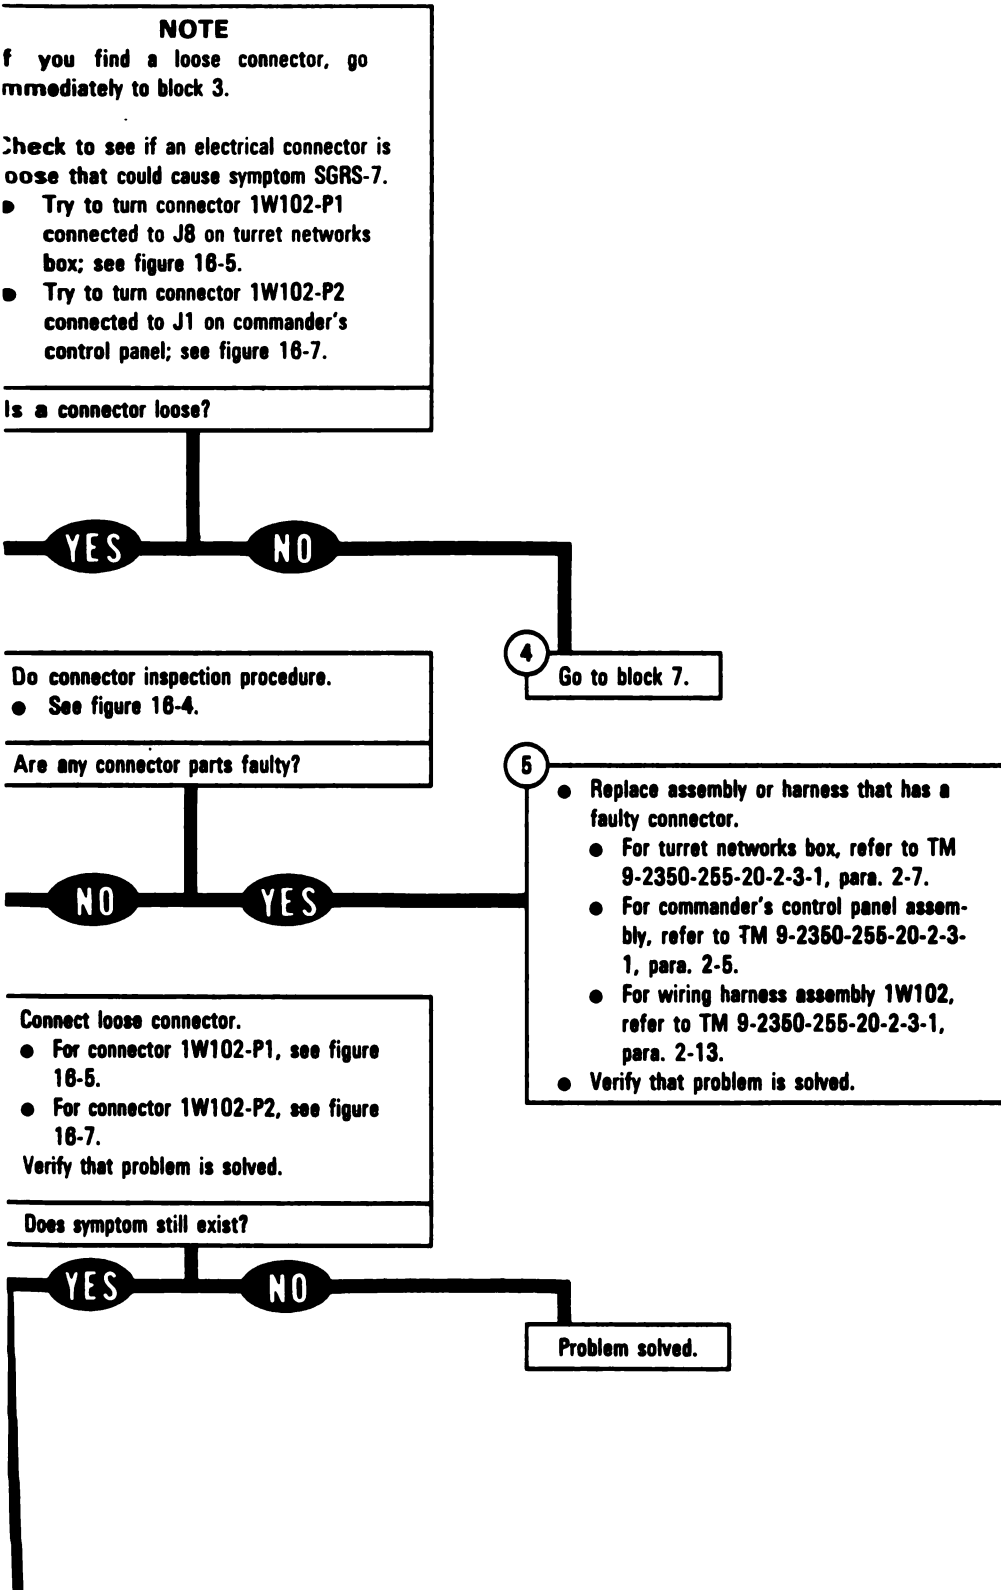 NOTE
f you find a loose connector, go
mmediately to block 3.
Check to see if an electrical connector is
oose that could cause symptom SGRS-7.
● Try to turn connector 1W102-P1
connected to J8 on turret networks
box; see figure 16-5.
● Try to turn connector 1W102-P2
connected to J1 on commander's
control panel; see figure 16-7.
Is a connector loose?
YES
NO
4
Go to block 7.
Do connector inspection procedure.
● See figure 16-4.
Are any connector parts faulty?
NO
YES
5
● Replace assembly or harness that has a
faulty connector.
● For turret networks box, refer to TM
9-2350-255-20-2-3-1, para. 2-7.
● For commander's control panel assem-
bly, refer to TM 9-2350-255-20-2-3-
1, para. 2-5.
● For wiring harness assembly 1W102,
refer to TM 9-2350-255-20-2-3-1,
para. 2-13.
● Verify that problem is solved.
Connect loose connector.
● For connector 1W102-P1, see figure
16-5.
● For connector 1W102-P2, see figure
16-7.
Verify that problem is solved.
Does symptom still exist?
YES
NO
Problem solved.